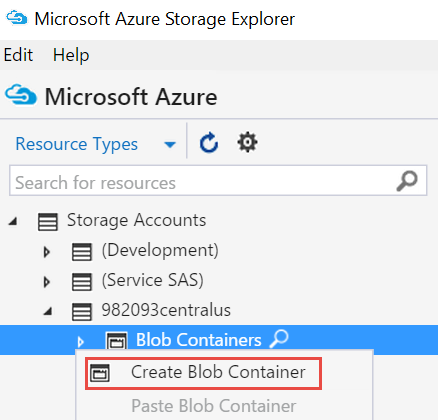 Microsoft Azure Storage Explorer
Edit Help
Microsoft Azure
Resource Types
Search for resources
Storage Accounts
(Development)
(Service SAS)
982093centralus
Blob Containers
Create Blob Container
Paste Blob Container